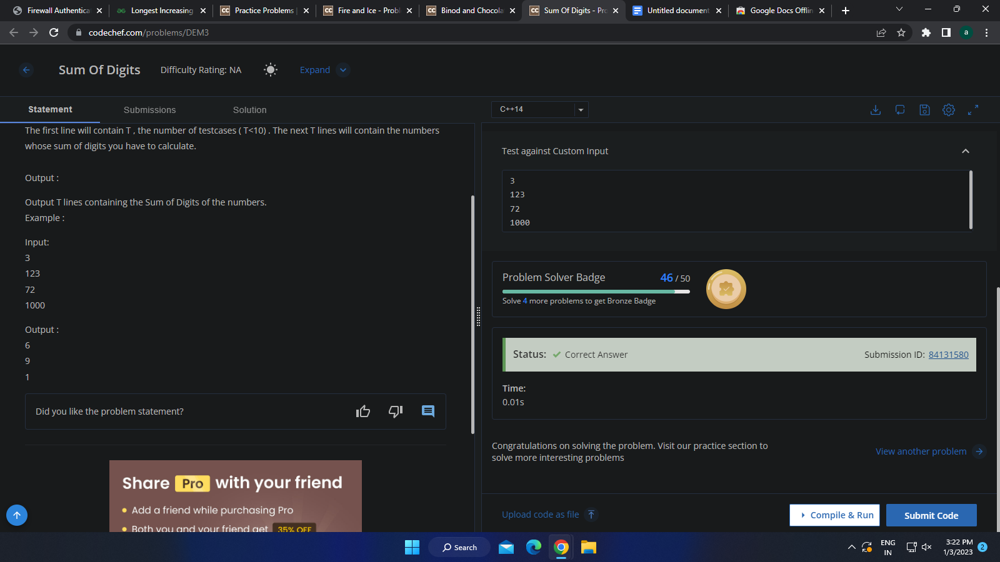 Firewall Authentica
Longest Increasing
Practice Problems
Fire and Ice - Probl
Binod and Chocola
Sum Of Digits - Pro
Untitled document
Google Docs Offlin
codechef.com/problems/DEM3
a
Sum Of Digits
Difficulty Rating: NA
Expand
Statement
Submissions
Solution
C++14
The first line will contain T , the number of testcases ( T<10) . The next T lines will contain the numbers
whose sum of digits you have to calculate.
Output :
Output T lines containing the Sum of Digits of the numbers.
Example :
Input:
3
123
72
1000
Output :
6
9
1
Did you like the problem statement?
Share Pro with your friend
Add a friend while purchasing Pro
Both you and your friend get 35% OFF
Test against Custom Input
3
123
72
1000
Problem Solver Badge
46 / 50
Solve 4 more problems to get Bronze Badge
Status: Correct Answer
Submission ID: 84131580
Time:
0.01s
Congratulations on solving the problem. Visit our practice section to
solve more interesting problems
View another problem
Upload code as file
Compile & Run
Submit Code
Search
ENG
IN
3:22 PM
1/3/2023
2